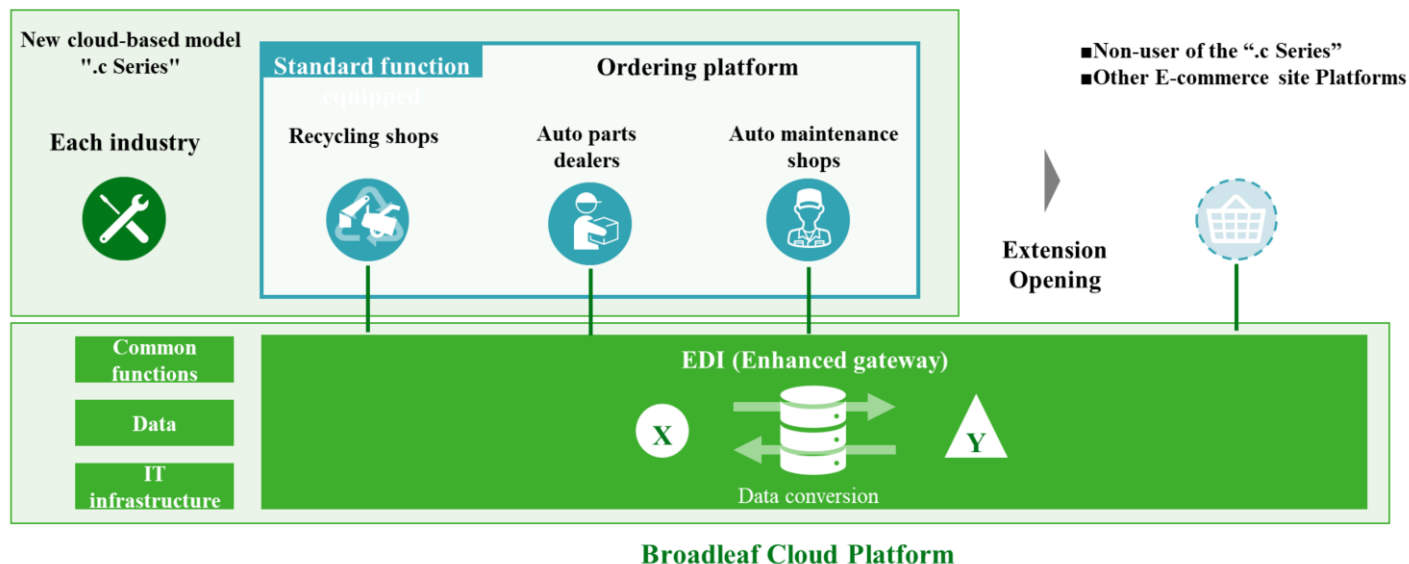 New cloud-based model
".c Series"
Each industry
Standard function
equipped
Ordering platform
Recycling shops
Auto parts
dealers
Auto maintenance
shops
■Non-user of the “.c Series”
■Other E-commerce site Platforms
Extension
Opening
Common
functions
Data
IT
infrastructure
EDI (Enhanced gateway)
X
Y
Data conversion
Broadleaf Cloud Platform